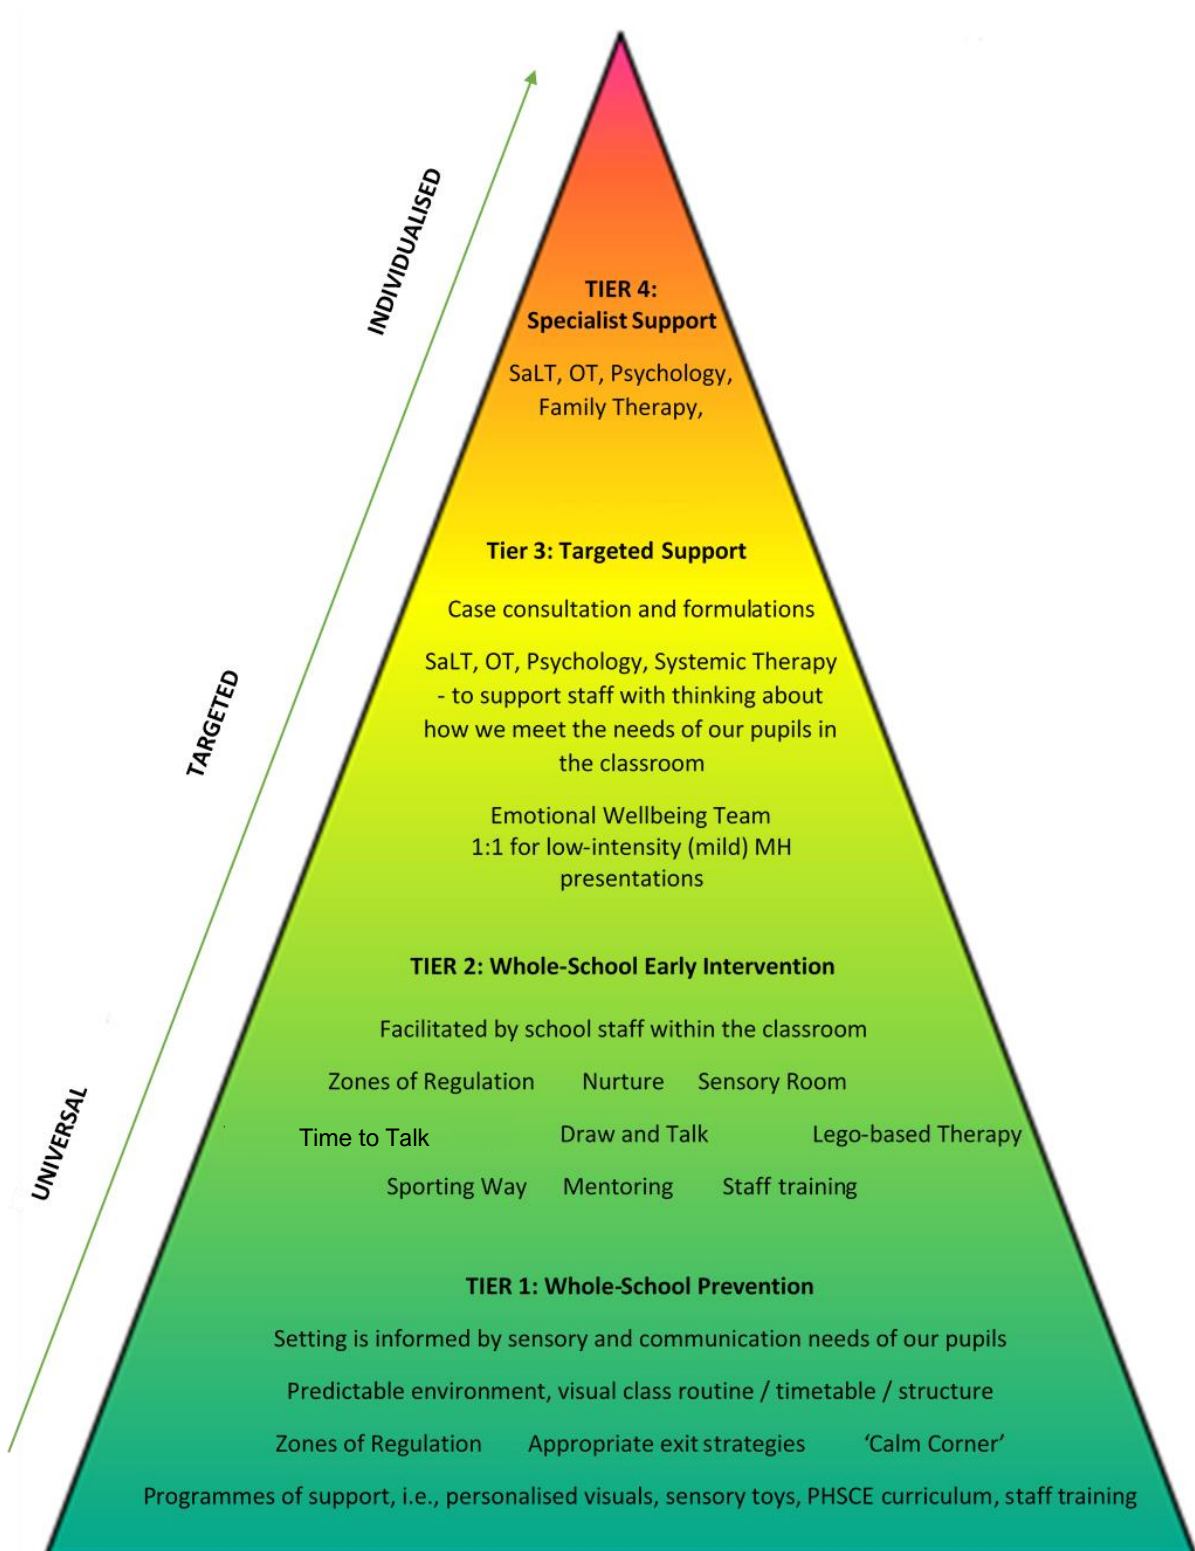 INDIVIDUALISED
TIER 4:
Specialist Support
SaLT, OT, Psychology,
Family Therapy,
TARGETED
Tier 3: Targeted Support
Case consultation and formulations
SaLT, OT, Psychology, Systemic Therapy
- to support staff with thinking about
how we meet the needs of our pupils in
the classroom
Emotional Wellbeing Team
1:1 for low-intensity (mild) MH
presentations
UNIVERSAL
TIER 2: Whole-School Early Intervention
Facilitated by school staff within the classroom
Zones of Regulation Nurture Sensory Room
Time to Talk Draw and Talk Lego-based Therapy
Sporting Way Mentoring Staff training
TIER 1: Whole-School Prevention
Setting is informed by sensory and communication needs of our pupils
Predictable environment, visual class routine / timetable / structure
Zones of Regulation Appropriate exit strategies ‘Calm Corner’
Programmes of support, i.e., personalised visuals, sensory toys, PHSCE curriculum, staff training